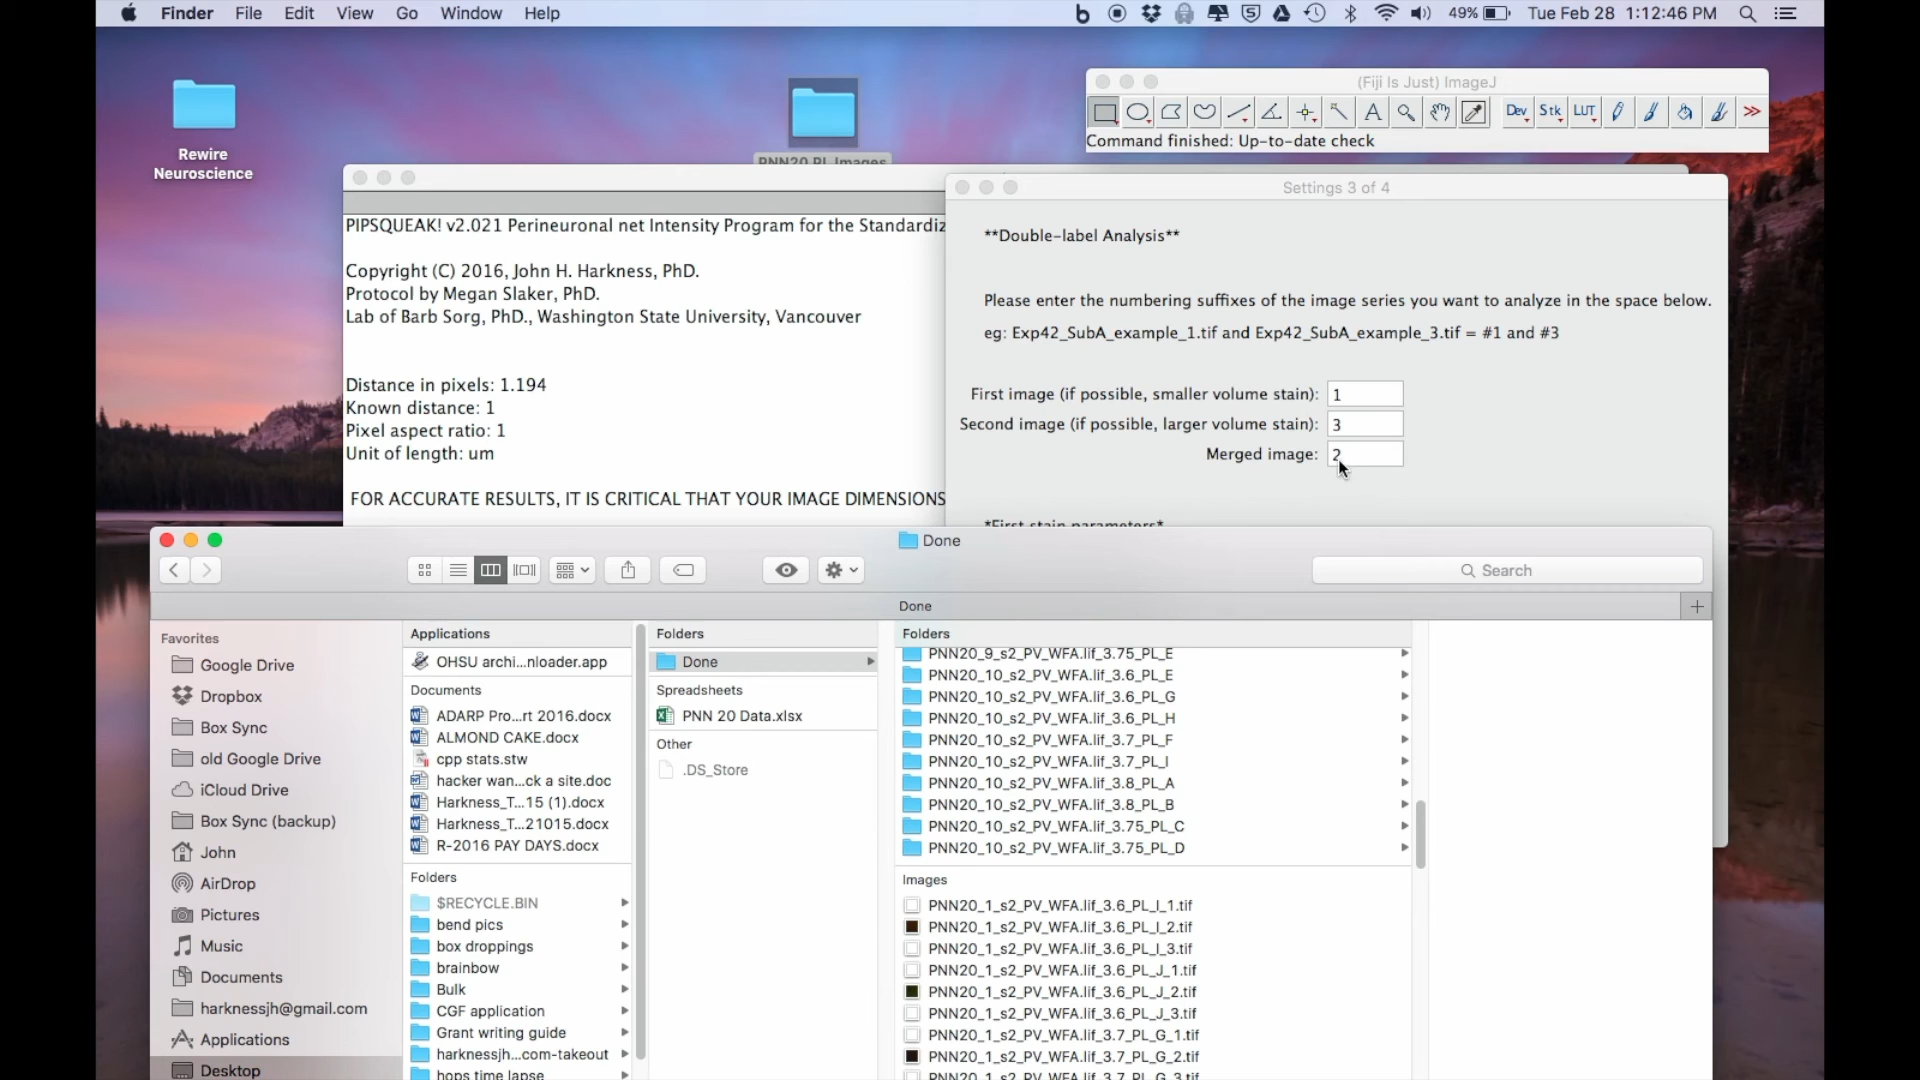 Finder File Edit View Go Window Help
49% Tue Feb 28 1:12:46 PM
Rewire
Neuroscience
PNN20 PL Images
(Fiji Is Just) ImageJ
Dev Stk LUT
Command finished: Up-to-date check
PIPSQUEAK! v2.021 Perineuronal net Intensity Program for the Standardiz
Copyright (C) 2016, John H. Harkness, PhD.
Protocol by Megan Slaker, PhD.
Lab of Barb Sorg, PhD., Washington State University, Vancouver
Distance in pixels: 1.194
Known distance: 1
Pixel aspect ratio: 1
Unit of length: um
FOR ACCURATE RESULTS, IT IS CRITICAL THAT YOUR IMAGE DIMENSIONS
Settings 3 of 4
**Double-label Analysis**
Please enter the numbering suffixes of the image series you want to analyze in the space below.
eg: Exp42_SubA_example_1.tif and Exp42_SubA_example_3.tif = #1 and #3
First image (if possible, smaller volume stain): 1
Second image (if possible, larger volume stain): 3
Merged image: 2
*First stain parameters*
Done
Search
Done
Favorites
Google Drive
Dropbox
Box Sync
old Google Drive
iCloud Drive
Box Sync (backup)
John
AirDrop
Pictures
Music
Documents
harknessjh@gmail.com
Applications
Desktop
Applications
OHSU archi...nloader.app
Documents
ADARP Pro...rt 2016.docx
ALMOND CAKE.docx
cpp stats.stw
hacker wan...ck a site.doc
Harkness_T...15 (1).docx
Harkness_T...21015.docx
R-2016 PAY DAYS.docx
Folders
$RECYCLE.BIN
bend pics
box droppings
brainbow
Bulk
CGF application
Grant writing guide
harknessjh...com-takeout
hops time lapse
Folders
Done
Spreadsheets
PNN 20 Data.xlsx
Other
.DS_Store
Folders
PNN20_9_s2_PV_WFA.lif_3.75_PL_E
PNN20_10_s2_PV_WFA.lif_3.6_PL_E
PNN20_10_s2_PV_WFA.lif_3.6_PL_G
PNN20_10_s2_PV_WFA.lif_3.6_PL_H
PNN20_10_s2_PV_WFA.lif_3.7_PL_F
PNN20_10_s2_PV_WFA.lif_3.7_PL_I
PNN20_10_s2_PV_WFA.lif_3.8_PL_A
PNN20_10_s2_PV_WFA.lif_3.8_PL_B
PNN20_10_s2_PV_WFA.lif_3.75_PL_C
PNN20_10_s2_PV_WFA.lif_3.75_PL_D
Images
PNN20_1_s2_PV_WFA.lif_3.6_PL_I_1.tif
PNN20_1_s2_PV_WFA.lif_3.6_PL_I_2.tif
PNN20_1_s2_PV_WFA.lif_3.6_PL_I_3.tif
PNN20_1_s2_PV_WFA.lif_3.6_PL_J_1.tif
PNN20_1_s2_PV_WFA.lif_3.6_PL_J_2.tif
PNN20_1_s2_PV_WFA.lif_3.6_PL_J_3.tif
PNN20_1_s2_PV_WFA.lif_3.7_PL_G_1.tif
PNN20_1_s2_PV_WFA.lif_3.7_PL_G_2.tif
PNN20_1_s2_PV_WFA.lif_3.7_PL_G_3.tif